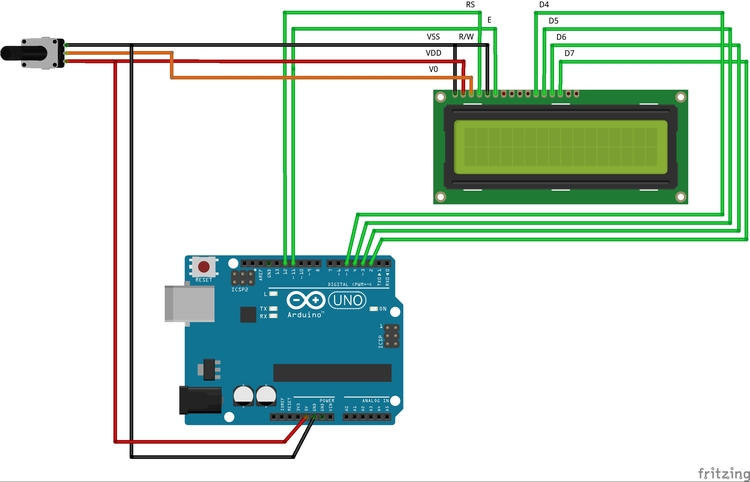 RS
D4
E
D5
VSS
R/W
D6
VDD
D7
V0
RESET
ICSP2
AREF
GND
13
12
~11
~10
~9
8
7
~6
~5
4
~3
2
TX▶1
RX◀0
DIGITAL (PWM=~)
L
TX
RX
UNO
Arduino™
ON
ICSP
1
POWER
ANALOG IN
IOREF
RESET
3V3
5V
GND
GND
VIN
A0
A1
A2
A3
A4
A5
fritzing